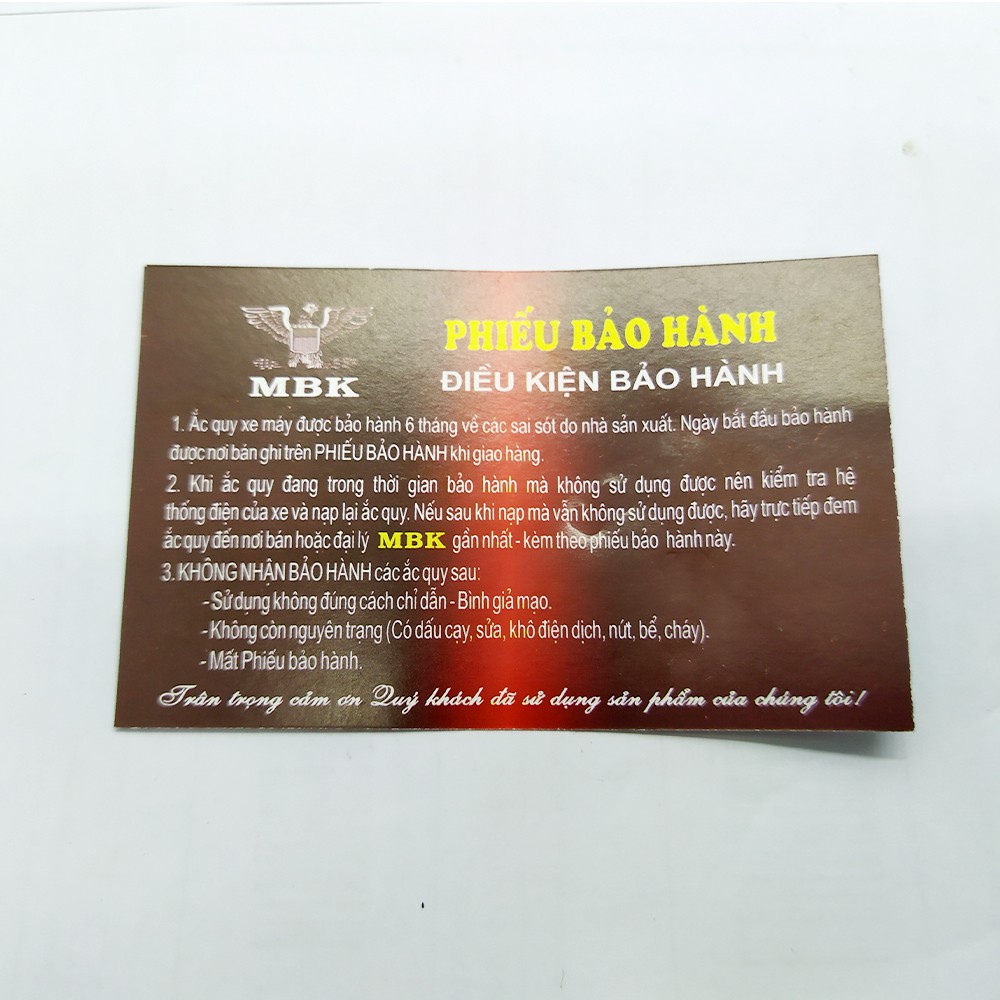 MBK
PHIẾU BẢO HÀNH
ĐIỀU KIỆN BẢO HÀNH
1. Ắc quy xe máy được bảo hành 6 tháng về các sai sót do nhà sản xuất. Ngày bắt đầu bảo hành
được nơi bán ghi trên PHIẾU BẢO HÀNH khi giao hàng.
2. Khi ắc quy đang trong thời gian bảo hành mà không sử dụng được nên kiểm tra hệ
thống điện của xe và nạp lại ắc quy. Nếu sau khi nạp mà vẫn không sử dụng được, hãy trực tiếp đem
ắc quy đến nơi bán hoặc đại lý MBK gần nhất - kèm theo phiếu bảo hành này.
3. KHÔNG NHẬN BẢO HÀNH các ắc quy sau:
- Sử dụng không đúng cách chỉ dẫn - Bình giả mạo.
- Không còn nguyên trạng (Có dấu cạy, sửa, khô điện dịch, nứt, bể, cháy).
- Mất Phiếu bảo hành.
Trân trọng cảm ơn Quý khách đã sử dụng sản phẩm của chúng tôi!